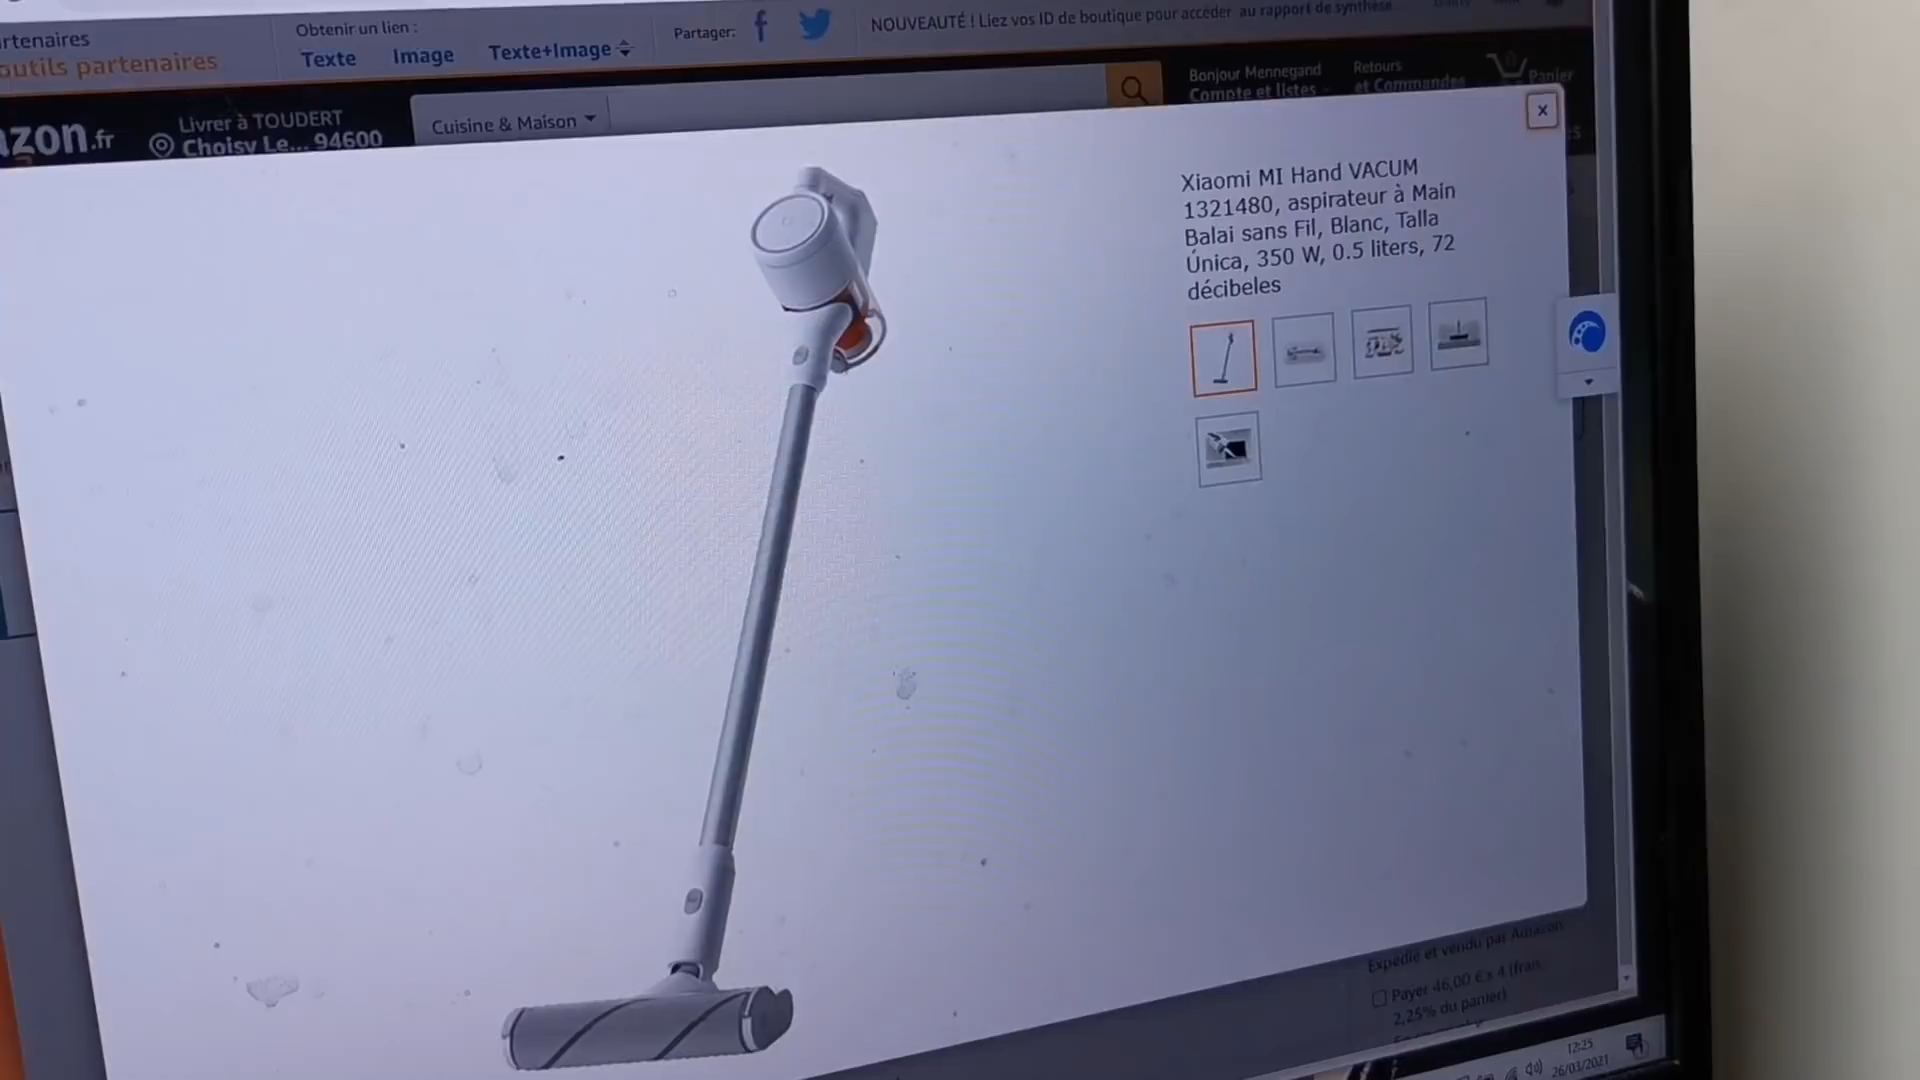 rtenaires
outils partenaires
Obtenir un lien :
Texte Image Texte+Image
Partager:
NOUVEAUTÉ ! Liez vos ID de boutique pour accéder au rapport de synthèse
azon.fr
Livrer à TOUDERT
Choisy Le... 94600
Cuisine & Maison
Bonjour Mennegand
Compte et listes
Retours
et Commandes
0
Panier
x
Xiaomi MI Hand VACUM
1321480, aspirateur à Main
Balai sans Fil, Blanc, Talla
Única, 350 W, 0.5 liters, 72
décibeles
Expédié et vendu par Amazon
Payer 46,00 € x 4 (frais
2,25% du panier)
12:25
26/03/2021